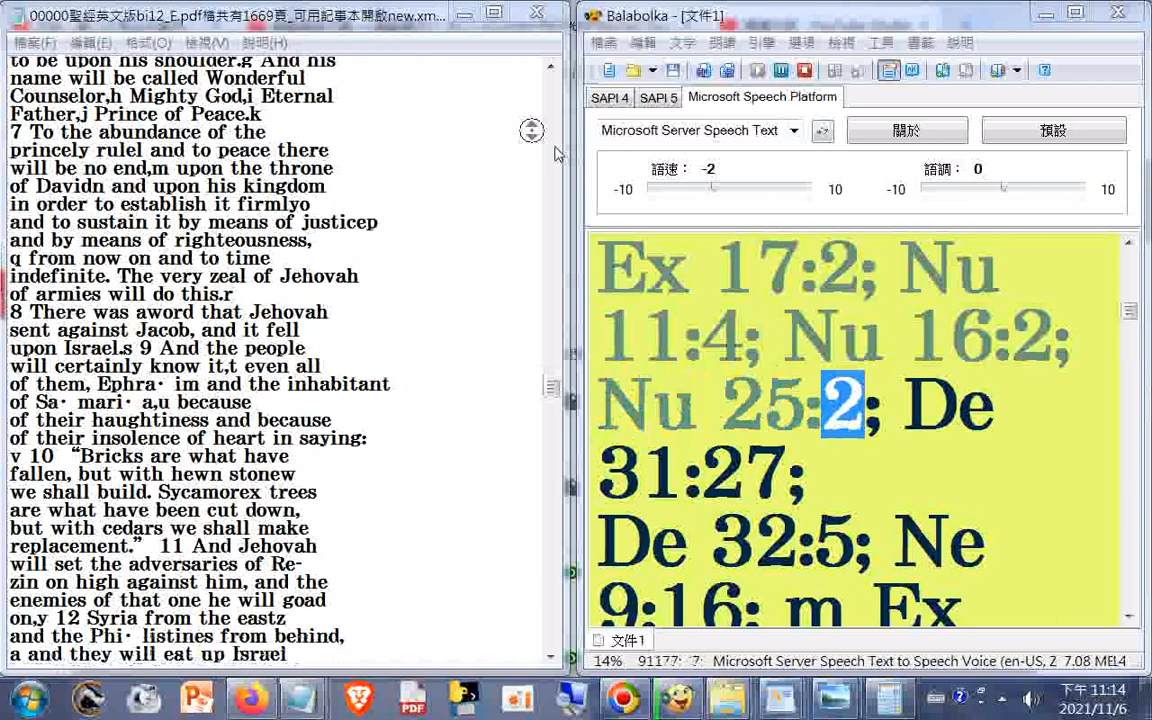 00000聖經英文版bi12_E.pdf檔共有1669頁_可用記事本開啟new.xm...
檔案(F) 編輯(E) 格式(O) 檢視(V) 說明(H)
to be upon his shoulder.g And his
name will be called Wonderful
Counselor,h Mighty God,i Eternal
Father,j Prince of Peace.k
7 To the abundance of the
princely rulel and to peace there
will be no end,m upon the throne
of Davidn and upon his kingdom
in order to establish it firmlyo
and to sustain it by means of justicep
and by means of righteousness,
q from now on and to time
indefinite. The very zeal of Jehovah
of armies will do this.r
8 There was aword that Jehovah
sent against Jacob, and it fell
upon Israel.s 9 And the people
will certainly know it,t even all
of them, Ephra· im and the inhabitant
of Sa· mari· a,u because
of their haughtiness and because
of their insolence of heart in saying:
v 10 “Bricks are what have
fallen, but with hewn stonew
we shall build. Sycamorex trees
are what have been cut down,
but with cedars we shall make
replacement.” 11 And Jehovah
will set the adversaries of Re-
zin on high against him, and the
enemies of that one he will goad
on,y 12 Syria from the eastz
and the Phi· listines from behind,
a and they will eat up Israel
Balabolka - [文件1]
檔案 編輯 文字 朗讀 引擎 選項 檢視 工具 書籤 說明
SAPI 4 SAPI 5 Microsoft Speech Platform
Microsoft Server Speech Text 關於 預設
語速： -2 語調： 0
-10 10 -10 10
Ex 17:2; Nu
11:4; Nu 16:2;
Nu 25:2; De
31:27;
De 32:5; Ne
9:16; m Ex
文件1
14% 91177: 7: Microsoft Server Speech Text to Speech Voice (en-US, 2 7.08 MEL4
PDF
下午 11:14
2021/11/6